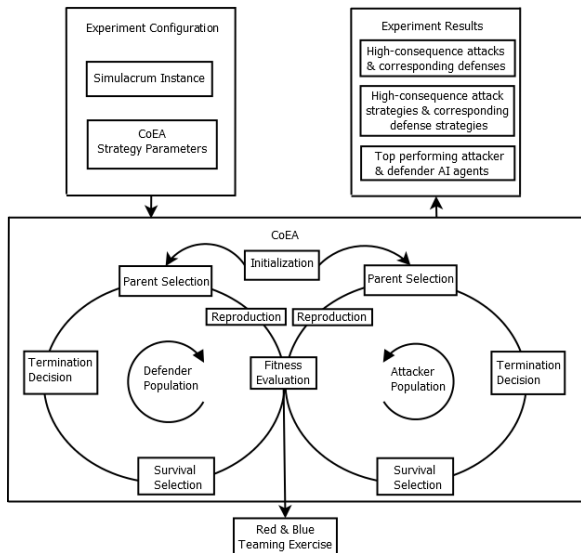 Experiment Configuration
Simulacrum Instance
CoEA
Strategy Parameters
Experiment Results
High-consequence attacks
& corresponding defenses
High-consequence attack
strategies & corresponding
defense strategies
Top performing attacker
& defender AI agents
CoEA
Initialization
Parent Selection
Parent Selection
Reproduction
Reproduction
Termination
Decision
Defender
Population
Fitness
Evaluation
Attacker
Population
Termination
Decision
Survival
Selection
Survival
Selection
Red & Blue
Teaming Exercise